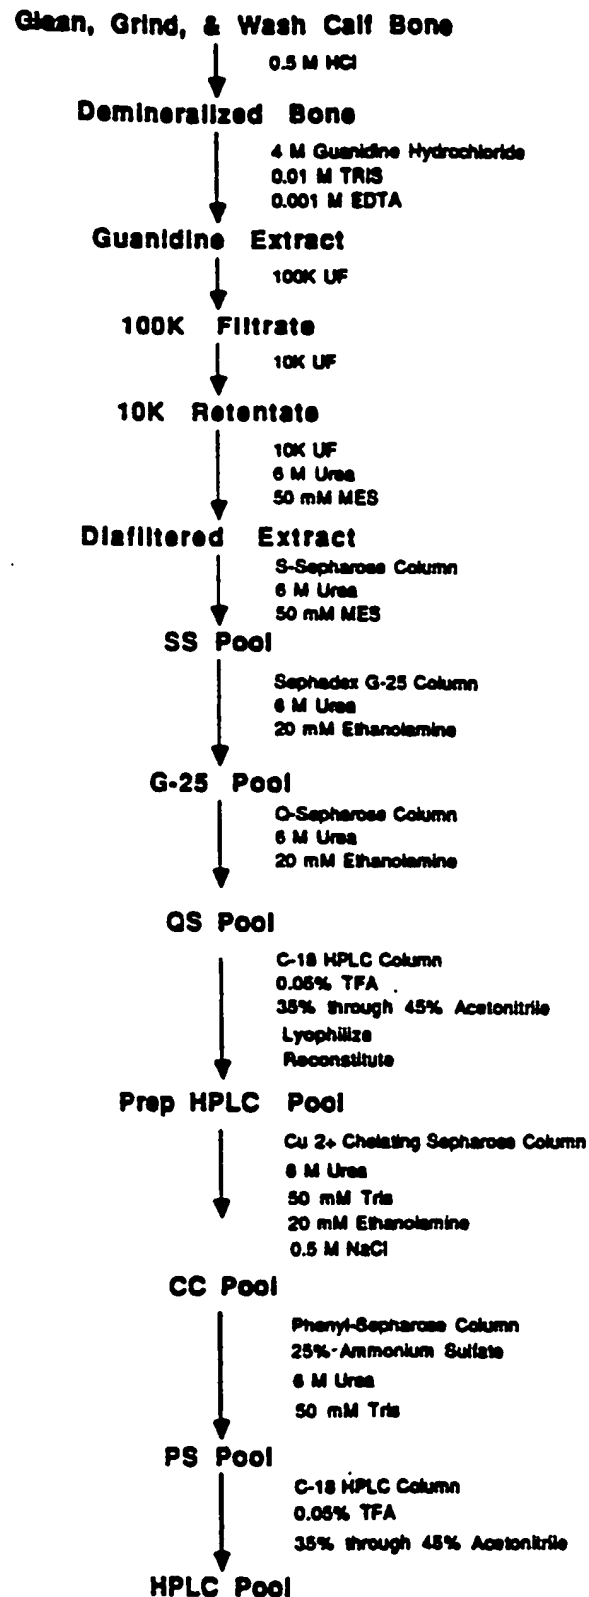 Clean, Grind, & Wash Calf Bone
0.5 M HCl
Demineralized Bone
4 M Guanidine Hydrochloride
0.01 M TRIS
0.001 M EDTA
Guanidine Extract
100K UF
100K Filtrate
10K UF
10K Retentate
10K UF
6 M Urea
50 mM MES
Diafiltered Extract
S-Sepharose Column
6 M Urea
50 mM MES
SS Pool
Sephadex G-25 Column
6 M Urea
20 mM Ethanolamine
G-25 Pool
Q-Sepharose Column
6 M Urea
20 mM Ethanolamine
QS Pool
C-18 HPLC Column
0.05% TFA
35% through 45% Acetonitrile
Lyophilize
Reconstitute
Prep HPLC Pool
Cu 2+ Chelating Sepharose Column
6 M Urea
50 mM Tris
20 mM Ethanolamine
0.5 M NaCl
CC Pool
Phenyl-Sepharose Column
25% Ammonium Sulfate
6 M Urea
50 mM Tris
PS Pool
C-18 HPLC Column
0.05% TFA
35% through 45% Acetonitrile
HPLC Pool